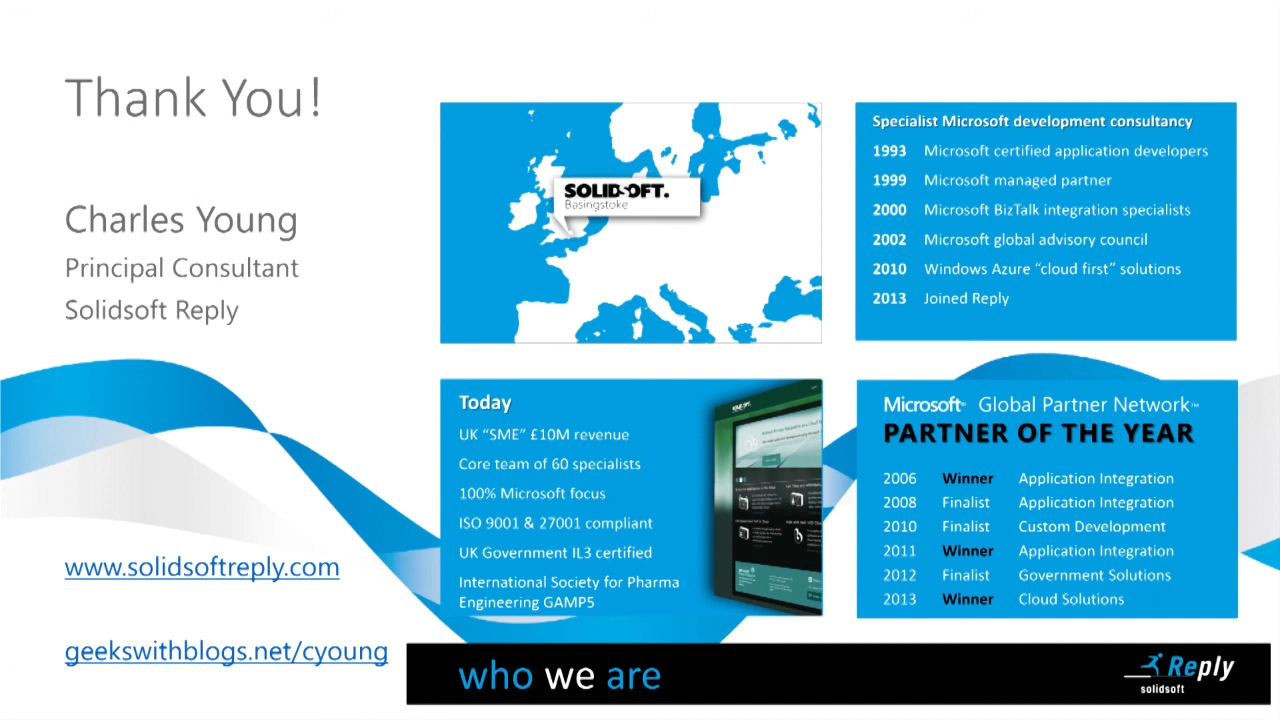 Thank You!
Charles Young
Principal Consultant
Solidsoft Reply
www.solidsoftreply.com
geekswithblogs.net/cyoung
SOLIDSOFT.
Basingstoke
Specialist Microsoft development consultancy
1993 Microsoft certified application developers
1999 Microsoft managed partner
2000 Microsoft BizTalk integration specialists
2002 Microsoft global advisory council
2010 Windows Azure “cloud first” solutions
2013 Joined Reply
Today
UK “SME” £10M revenue
Core team of 60 specialists
100% Microsoft focus
ISO 9001 & 27001 compliant
UK Government IL3 certified
International Society for Pharma
Engineering GAMP5
SOLIDSOFT.
Microsoft™ Global Partner Network™
PARTNER OF THE YEAR
2006 Winner Application Integration
2008 Finalist Application Integration
2010 Finalist Custom Development
2011 Winner Application Integration
2012 Finalist Government Solutions
2013 Winner Cloud Solutions
who we are
Reply
solidsoft